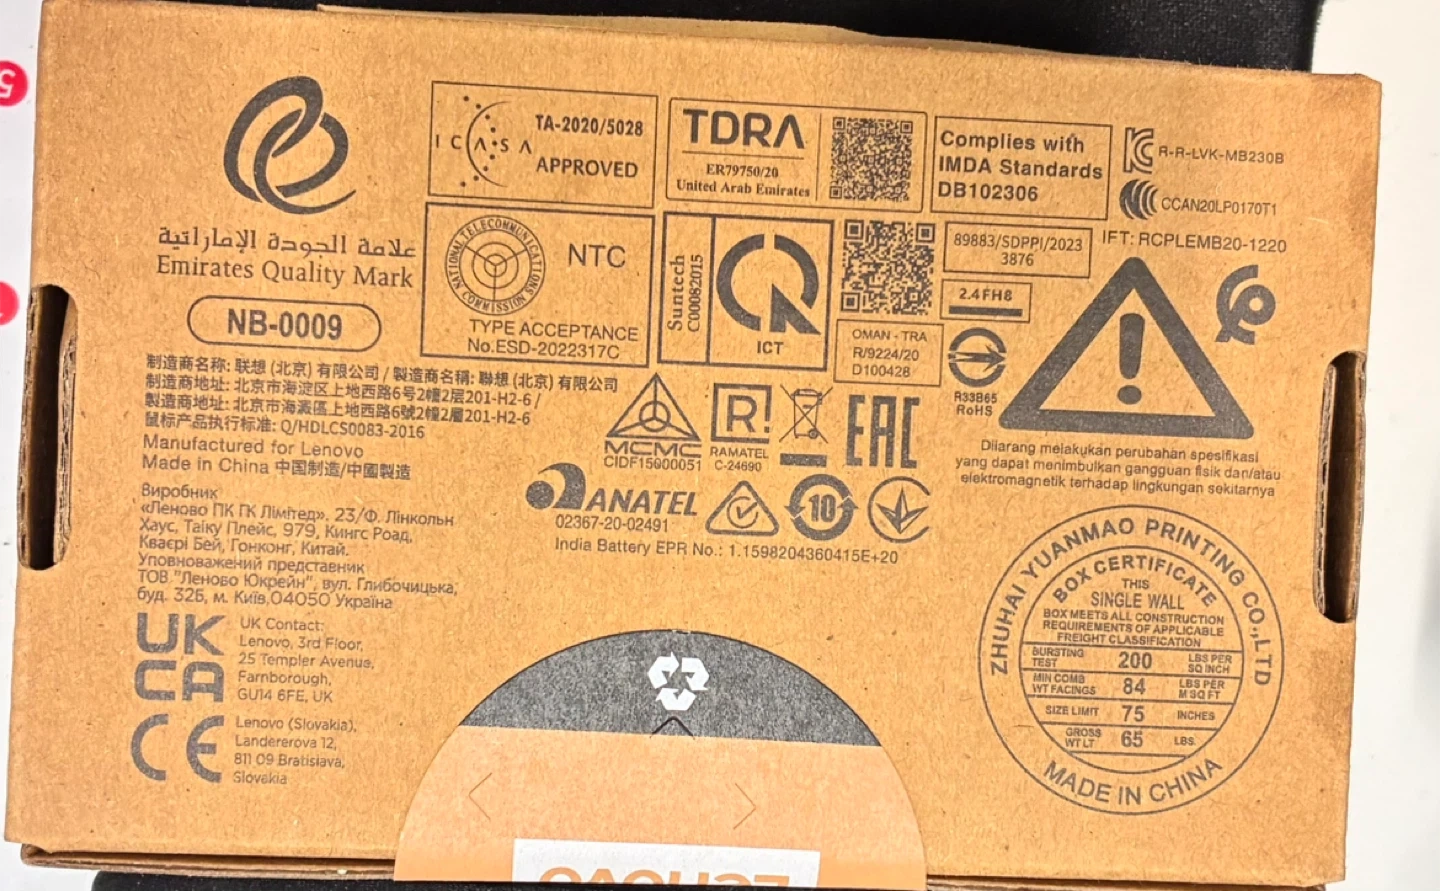 علامة الجودة الإماراتية
Emirates Quality Mark
NB-0009
ICASA
TA-2020/5028
APPROVED
TDRA
ER79750/20
United Arab Emirates
Complies with
IMDA Standards
DB102306
R-R-LVK-MB230B
CCAN20LP0170T1
IFT: RCPLEMB20-1220
NATIONAL TELECOMMUNICATIONS COMMISSION
NTC
TYPE ACCEPTANCE
No.ESD-2022317C
Suntech
C00082015
ICT
89883/SDPPI/2023
3876
2.4FH8
OMAN - TRA
R/9224/20
D100428
R33B65
RoHS
制造商名称: 联想 (北京) 有限公司 / 製造商名稱: 聯想 (北京) 有限公司
制造商地址: 北京市海淀区上地西路6号2幢2层201-H2-6 /
製造商地址: 北京市海淀區上地西路6號2幢2層201-H2-6
鼠标产品执行标准: Q/HDLCS0083-2016
Manufactured for Lenovo
Made in China 中国制造/中國製造
MCMC
CIDF15900051
R!
RAMATEL
C-24690
EAC
ANATEL
02367-20-02491
10
India Battery EPR No.: 1.1598204360415E+20
Dilarang melakukan perubahan spesifikasi
yang dapat menimbulkan gangguan fisik dan/atau
elektromagnetik terhadap lingkungan sekitarnya
Виробник
«Леново ПК ГК Лімітед», 23/Ф. Лінкольн
Хаус, Таіку Плейс, 979, Кингс Роад,
Кваєрі Бей, Гонконг, Китай.
Уповноважений представник
ТОВ "Леново Юкрейн", вул. Глибочицька,
буд. 32Б, м. Київ,04050 Україна
UK
CA
UK Contact:
Lenovo, 3rd Floor,
25 Templer Avenue,
Farnborough,
GU14 6FE, UK
CE
Lenovo (Slovakia),
Landererova 12,
811 09 Bratislava,
Slovakia
ZHUHAI YUANMAO PRINTING CO.,LTD
BOX CERTIFICATE
THIS
SINGLE WALL
BOX MEETS ALL CONSTRUCTION
REQUIREMENTS OF APPLICABLE
FREIGHT CLASSIFICATION
BURSTING TEST 200 LBS PER SQ INCH
MIN COMB WT FACINGS 84 LBS PER M SQ FT
SIZE LIMIT 75 INCHES
GROSS WT LT 65 LBS
MADE IN CHINA